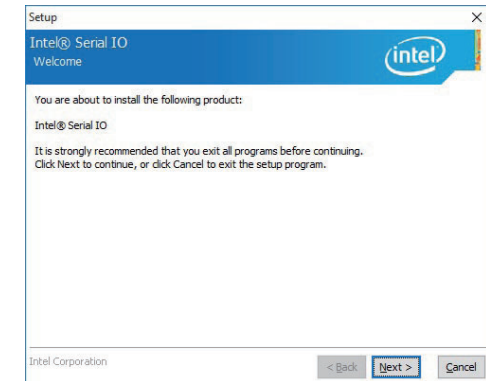 Setup
Intel® Serial IO
Welcome
intel
You are about to install the following product:
Intel® Serial IO
It is strongly recommended that you exit all programs before continuing.
Click Next to continue, or click Cancel to exit the setup program.
Intel Corporation
< Back Next > Cancel